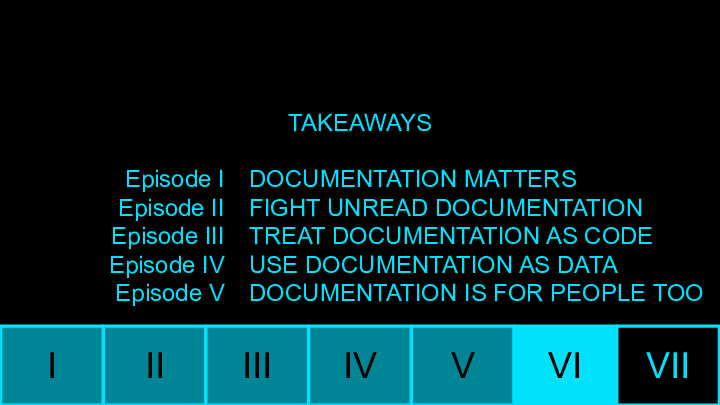 TAKEAWAYS
Episode I DOCUMENTATION MATTERS
Episode II FIGHT UNREAD DOCUMENTATION
Episode III TREAT DOCUMENTATION AS CODE
Episode IV USE DOCUMENTATION AS DATA
Episode V DOCUMENTATION IS FOR PEOPLE TOO
I II III IV V VI VII